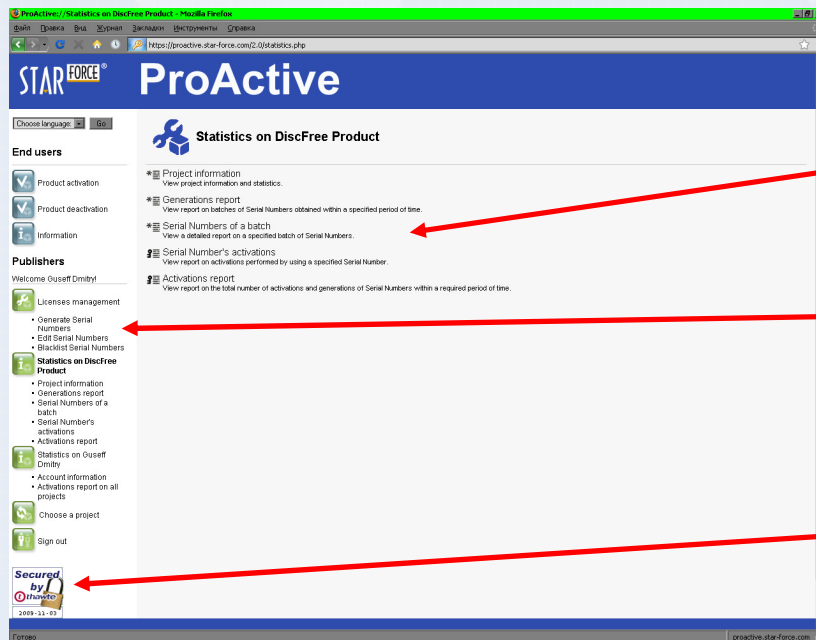 ProActive://Statistics on DiscFree Product - Mozilla Firefox
Файл Правка Вид Журнал Закладки Инструменты Справка
https://proactive.star-force.com/2.0/statistics.php
STAR FORCE® ProActive
Choose language: Go
Statistics on DiscFree Product
End users
Product activation
Product deactivation
Information
Publishers
Welcome Guseff Dmitry!
Licenses management
• Generate Serial
Numbers
• Edit Serial Numbers
• Blacklist Serial Numbers
Statistics on DiscFree
Product
• Project information
• Generations report
• Serial Numbers of a
batch
• Serial Number's
activations
• Activations report
Statistics on Guseff
Dmitry
• Account information
• Activations report on all
projects
Choose a project
Sign out
Secured
by
thawte
2009-11-03
Project information
View project information and statistics.
Generations report
View report on batches of Serial Numbers obtained within a specified period of time.
Serial Numbers of a batch
View a detailed report on a specified batch of Serial Numbers.
Serial Number's activations
View report on activations performed by using a specified Serial Number.
Activations report
View report on the total number of activations and generations of Serial Numbers within a required period of time.
Готово
proactive.star-force.com